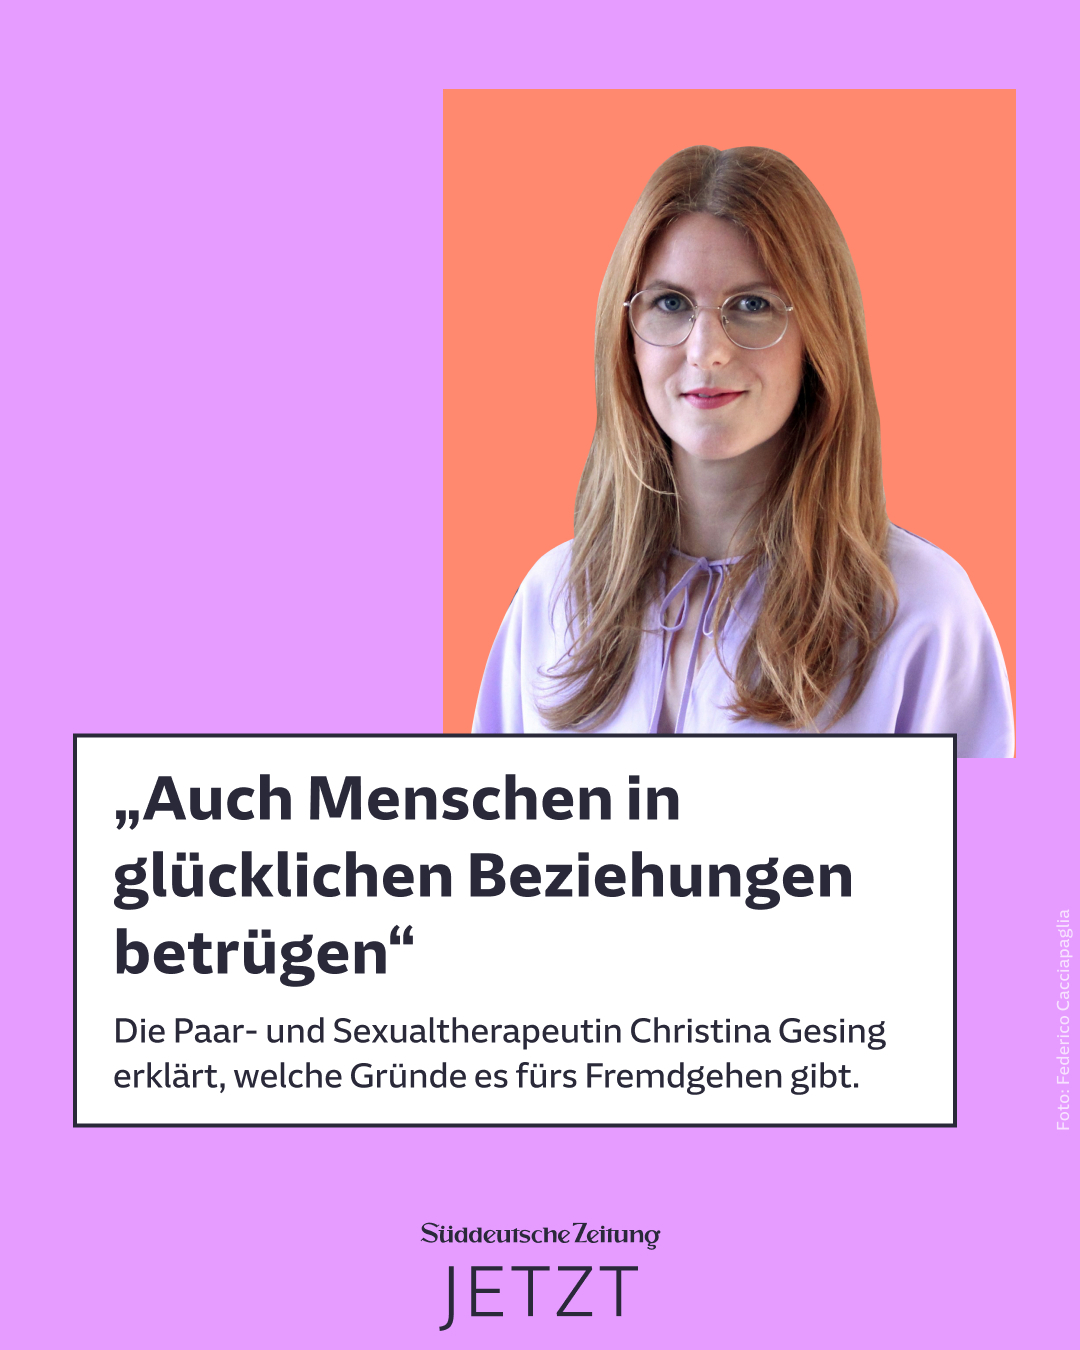 „Auch Menschen in
glücklichen Beziehungen
betrügen“
Die Paar- und Sexualtherapeutin Christina Gesing
erklärt, welche Gründe es fürs Fremdgehen gibt.
Foto: Federico Cacciapaglia
Süddeutsche Zeitung
JETZT